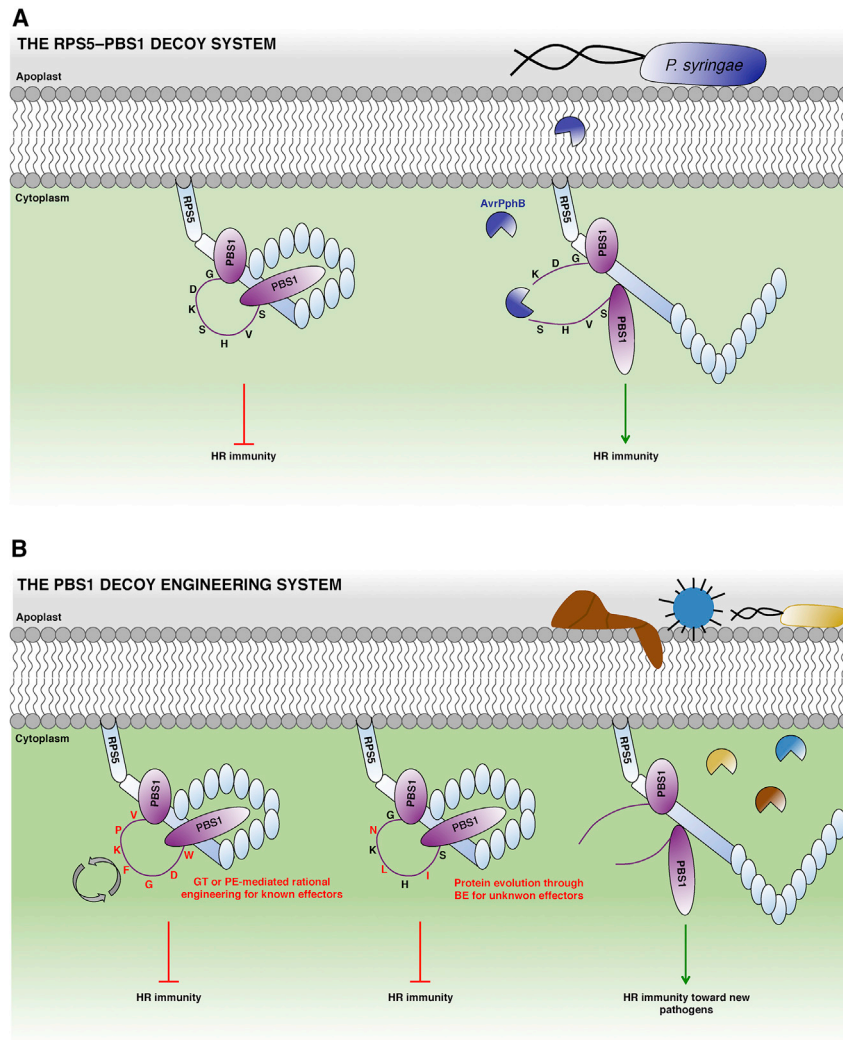 A
THE RPS5–PBS1 DECOY SYSTEM
P. syringae
Apoplast
Cytoplasm
RPS5
PBS1
PBS1
G
D
K
S
H
V
S
HR immunity
AvrPphB
RPS5
PBS1
PBS1
G
D
K
S
H
V
S
HR immunity
B
THE PBS1 DECOY ENGINEERING SYSTEM
Apoplast
Cytoplasm
RPS5
PBS1
PBS1
V
P
K
F
G
D
W
GT or PE-mediated rational
engineering for known effectors
HR immunity
RPS5
PBS1
PBS1
G
N
K
L
H
I
S
Protein evolution through
BE for unknwon effectors
HR immunity
RPS5
PBS1
PBS1
HR immunity toward new
pathogens